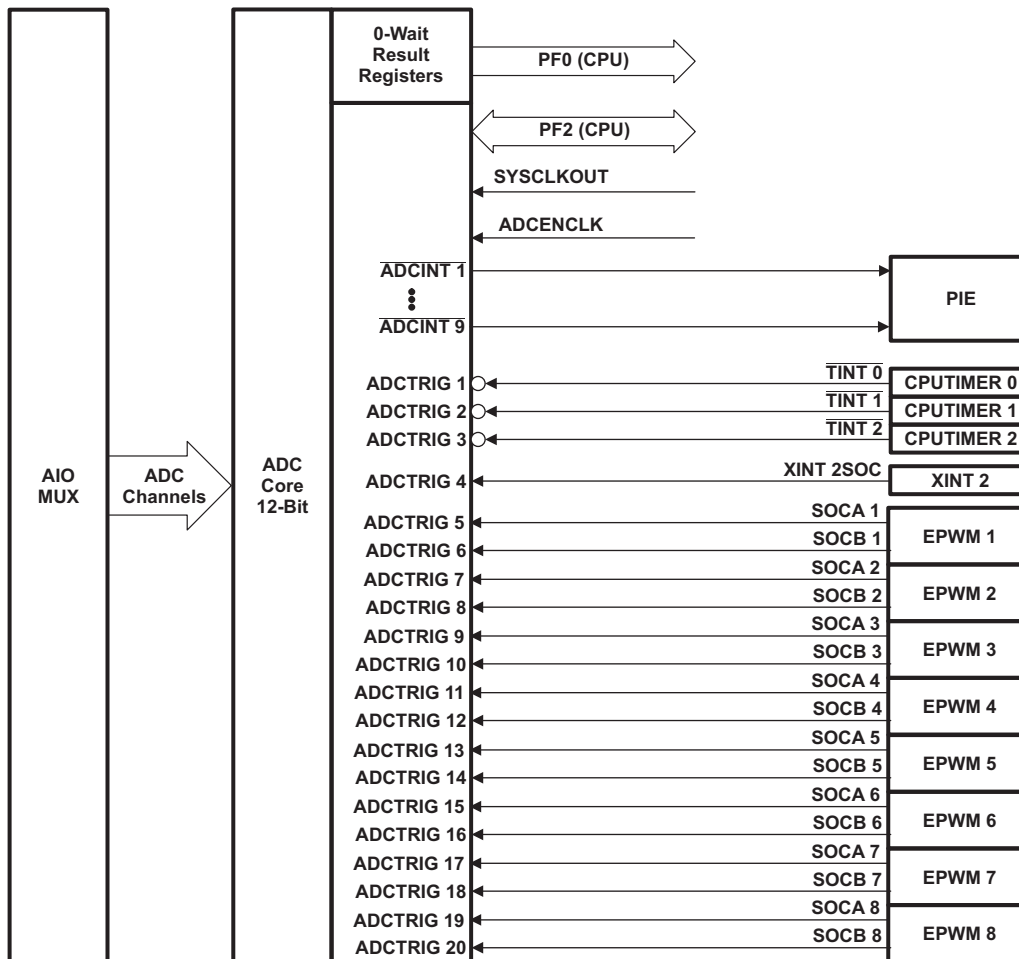 0-Wait
Result
Registers
PF0 (CPU)
PF2 (CPU)
SYSCLKOUT
ADCENCLK
ADCINT 1
ADCINT 9
PIE
ADCTRIG 1
TINT 0
CPUTIMER 0
ADCTRIG 2
TINT 1
CPUTIMER 1
ADCTRIG 3
TINT 2
CPUTIMER 2
AIO
MUX
ADC
Channels
ADC
Core
12-Bit
ADCTRIG 4
XINT 2SOC
XINT 2
ADCTRIG 5
SOCA 1
ADCTRIG 6
SOCB 1
EPWM 1
ADCTRIG 7
SOCA 2
ADCTRIG 8
SOCB 2
EPWM 2
ADCTRIG 9
SOCA 3
ADCTRIG 10
SOCB 3
EPWM 3
ADCTRIG 11
SOCA 4
ADCTRIG 12
SOCB 4
EPWM 4
ADCTRIG 13
SOCA 5
ADCTRIG 14
SOCB 5
EPWM 5
ADCTRIG 15
SOCA 6
ADCTRIG 16
SOCB 6
EPWM 6
ADCTRIG 17
SOCA 7
ADCTRIG 18
SOCB 7
EPWM 7
ADCTRIG 19
SOCA 8
ADCTRIG 20
SOCB 8
EPWM 8